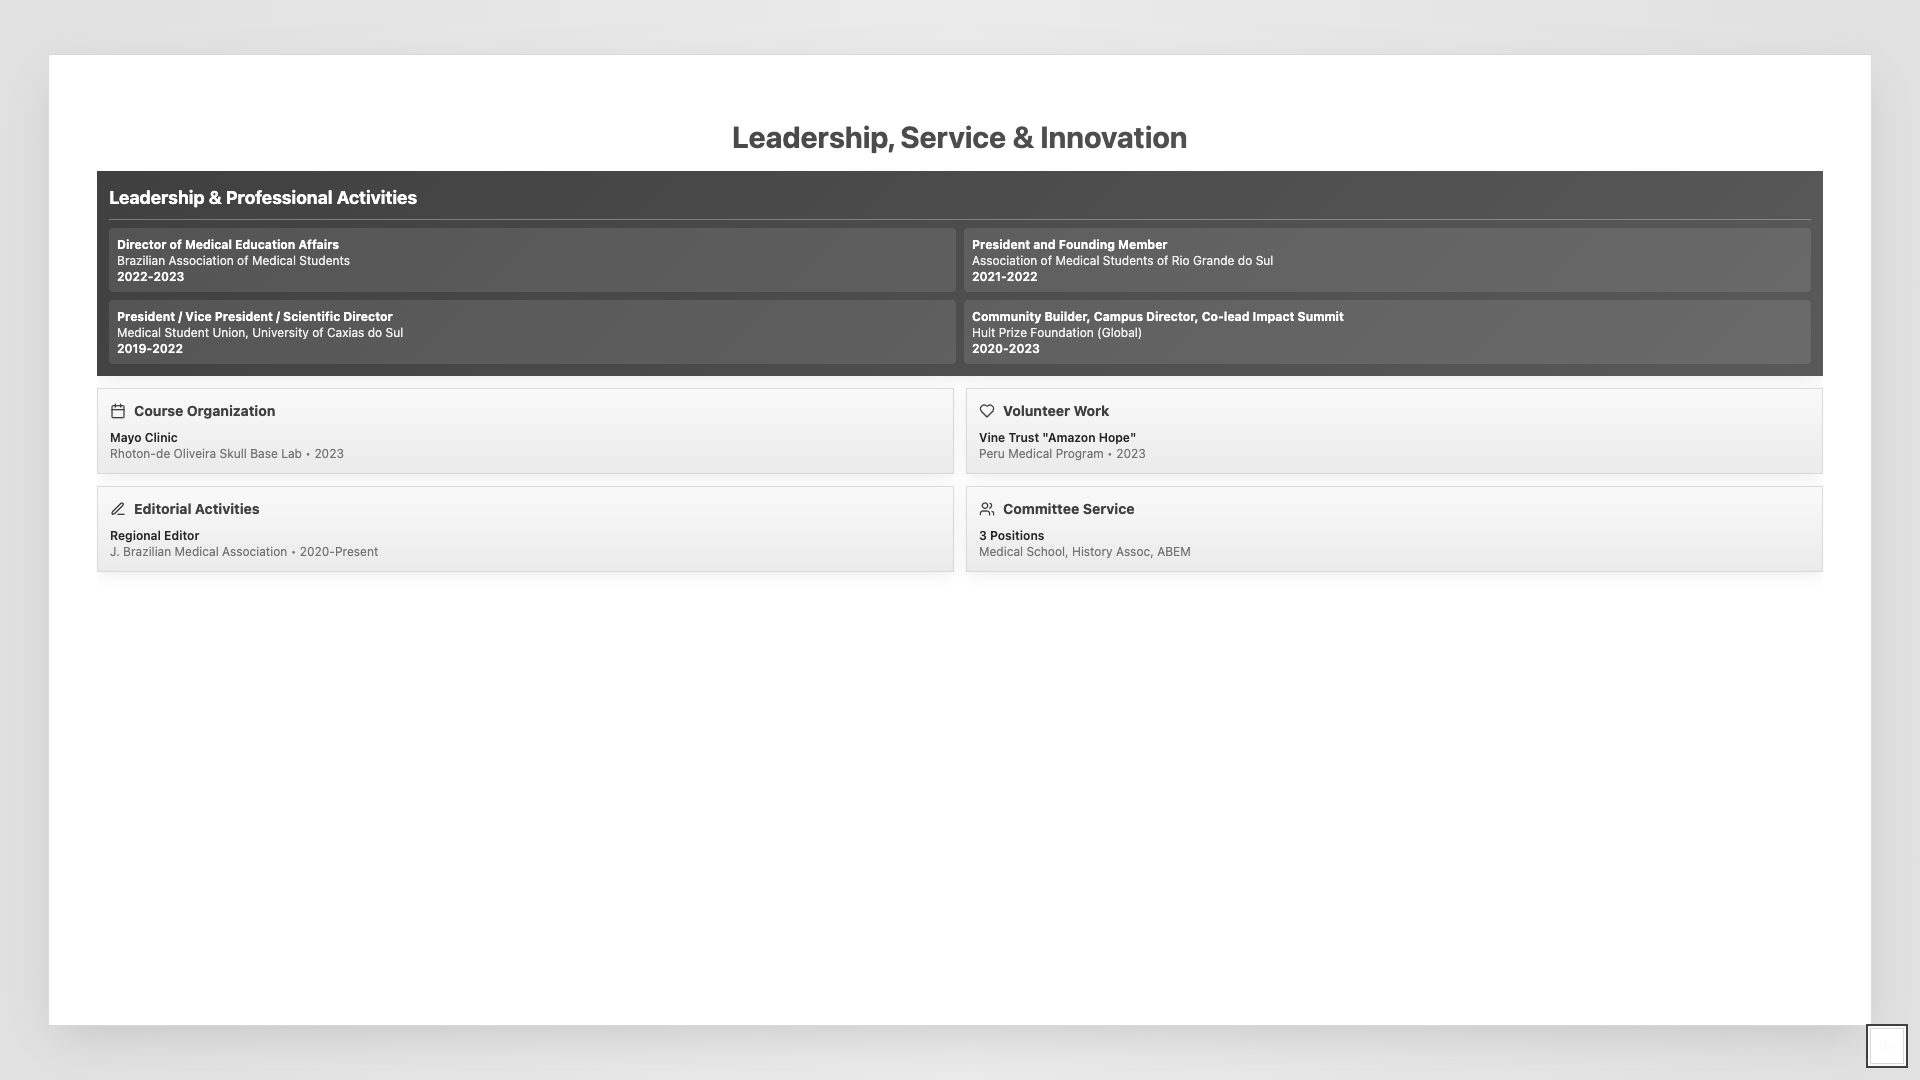 Leadership, Service & Innovation
Leadership & Professional Activities
Director of Medical Education Affairs
Brazilian Association of Medical Students
2022-2023
President and Founding Member
Association of Medical Students of Rio Grande do Sul
2021-2022
President / Vice President / Scientific Director
Medical Student Union, University of Caxias do Sul
2019-2022
Community Builder, Campus Director, Co-lead Impact Summit
Hult Prize Foundation (Global)
2020-2023
Course Organization
Mayo Clinic
Rhoton-de Oliveira Skull Base Lab • 2023
Volunteer Work
Vine Trust "Amazon Hope"
Peru Medical Program • 2023
Editorial Activities
Regional Editor
J. Brazilian Medical Association • 2020-Present
Committee Service
3 Positions
Medical School, History Assoc, ABEM